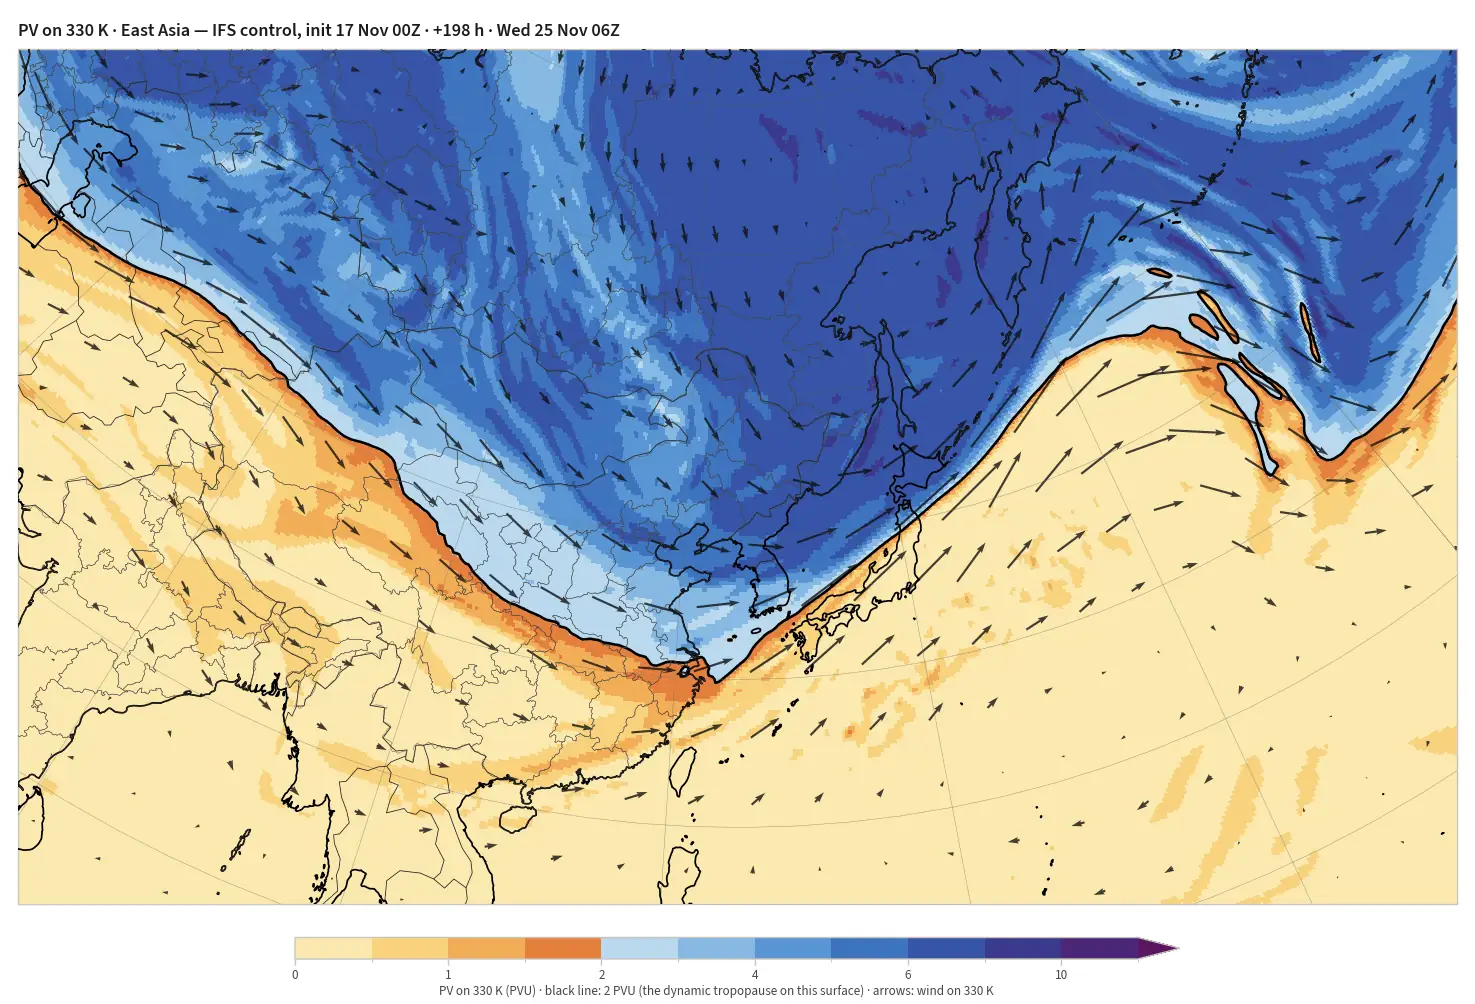 PV on 330 K · East Asia — IFS control, init 17 Nov 00Z · +198 h · Wed 25 Nov 06Z
0 1 2 4 6 10
PV on 330 K (PVU) · black line: 2 PVU (the dynamic tropopause on this surface) · arrows: wind on 330 K